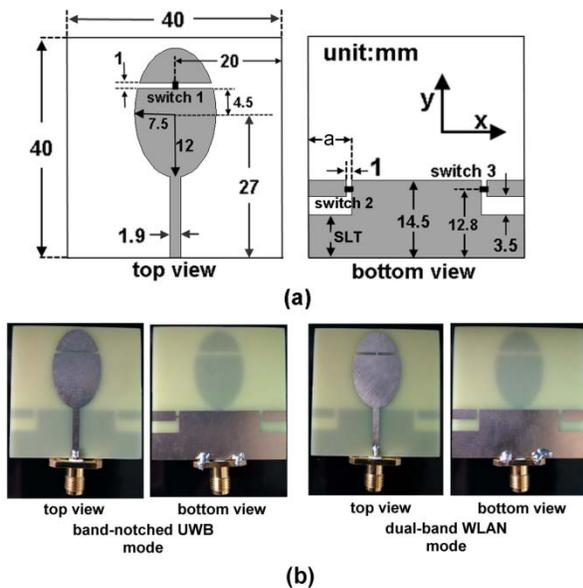 40
40
1
20
switch 1
4.5
7.5
12
27
1.9
top view
unit:mm
y
x
a
1
switch 3
switch 2
SLT
14.5
12.8
3.5
bottom view
(a)
top view
bottom view
band-notched UWB
mode
top view
bottom view
dual-band WLAN
mode
(b)